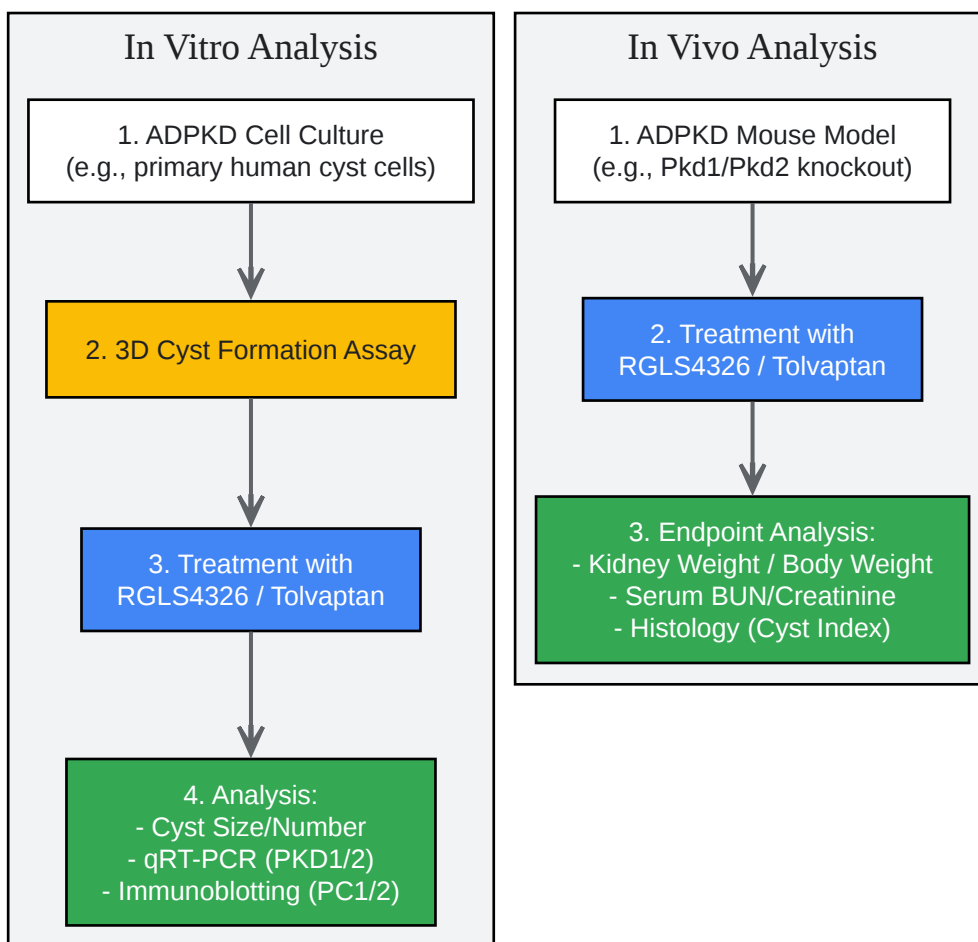 In Vitro Analysis
1. ADPKD Cell Culture
(e.g., primary human cyst cells)
2. 3D Cyst Formation Assay
3. Treatment with
RGLS4326 / Tolvaptan
4. Analysis:
- Cyst Size/Number
- qRT-PCR (PKD1/2)
- Immunoblotting (PC1/2)
In Vivo Analysis
1. ADPKD Mouse Model
(e.g., Pkd1/Pkd2 knockout)
2. Treatment with
RGLS4326 / Tolvaptan
3. Endpoint Analysis:
- Kidney Weight / Body Weight
- Serum BUN/Creatinine
- Histology (Cyst Index)